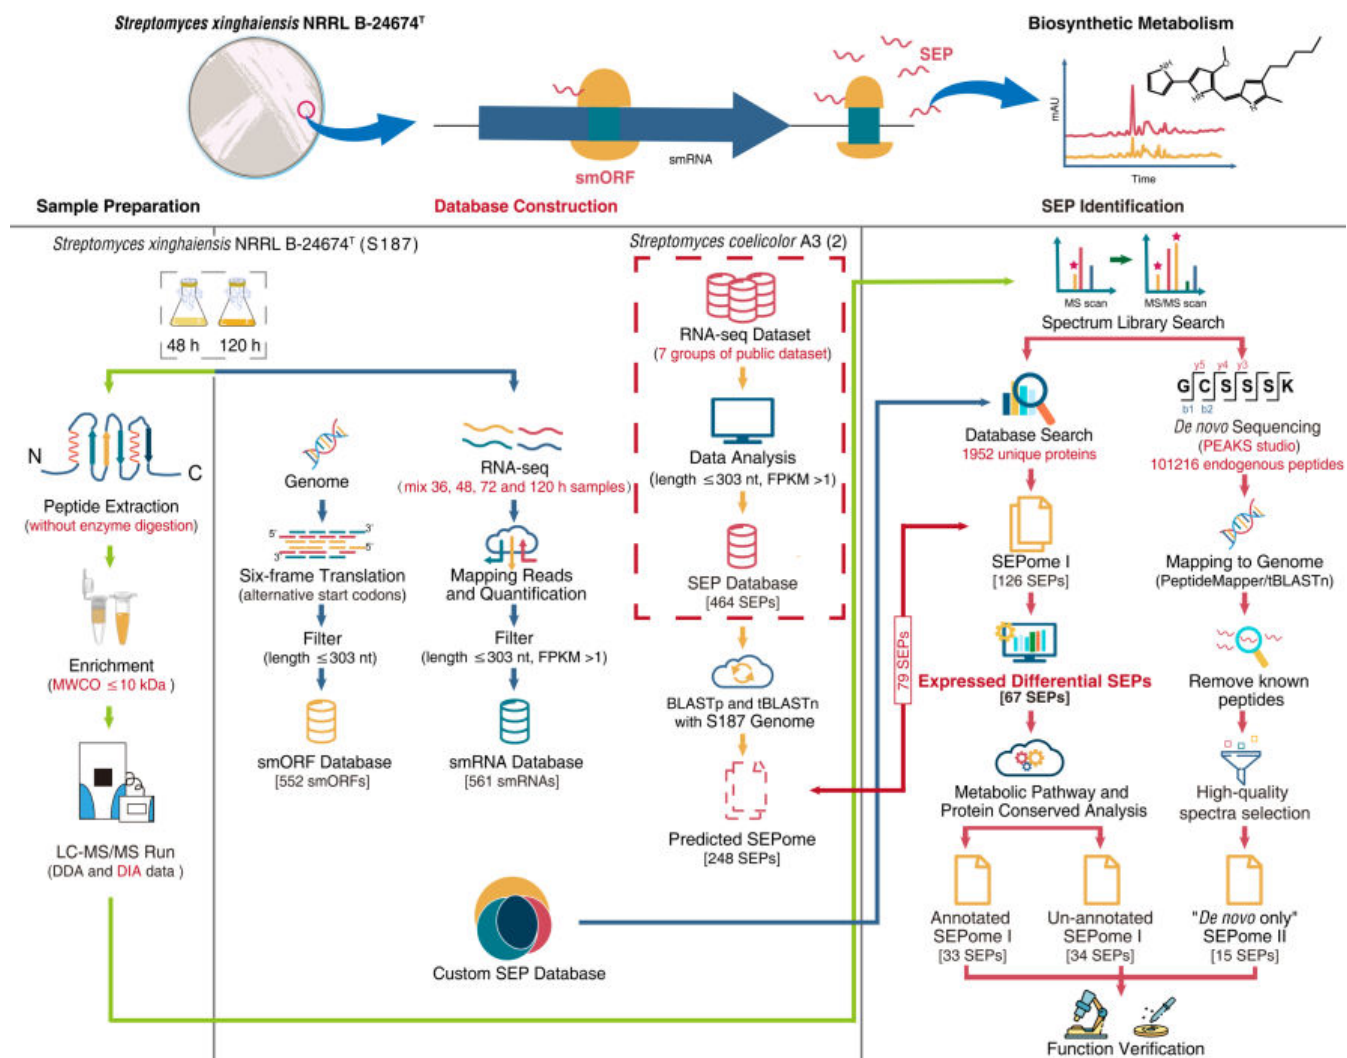 Streptomyces xinghaiensis NRRL B-24674ᵀ
Biosynthetic Metabolism
SEP
smRNA
smORF
mAU
Time
NH
HN
O
N
Sample Preparation
Database Construction
SEP Identification
Streptomyces xinghaiensis NRRL B-24674ᵀ (S187)
48 h
120 h
N
C
Peptide Extraction
(without enzyme digestion)
Enrichment
(MWCO ≤10 kDa )
LC-MS/MS Run
(DDA and DIA data )
Genome
5´
3´
3´
5´
Six-frame Translation
(alternative start codons)
Filter
(length ≤303 nt)
smORF Database
[552 smORFs]
RNA-seq
(mix 36, 48, 72 and 120 h samples)
Mapping Reads
and Quantification
Filter
(length ≤303 nt, FPKM >1)
smRNA Database
[561 smRNAs]
Streptomyces coelicolor A3 (2)
RNA-seq Dataset
(7 groups of public dataset)
Data Analysis
(length ≤303 nt, FPKM >1)
SEP Database
[464 SEPs]
BLASTp and tBLASTn
with S187 Genome
Predicted SEPome
[248 SEPs]
Custom SEP Database
79 SEPs
MS scan
MS/MS scan
Spectrum Library Search
Database Search
1952 unique proteins
SEPome I
[126 SEPs]
Expressed Differential SEPs
[67 SEPs]
Metabolic Pathway and
Protein Conserved Analysis
Annotated
SEPome I
[33 SEPs]
Un-annotated
SEPome I
[34 SEPs]
y5 y4 y3
G C S S S K
b1 b2
De novo Sequencing
(PEAKS studio)
101216 endogenous peptides
Mapping to Genome
(PeptideMapper/tBLASTn)
Remove known
peptides
High-quality
spectra selection
"De novo only"
SEPome II
[15 SEPs]
Function Verification